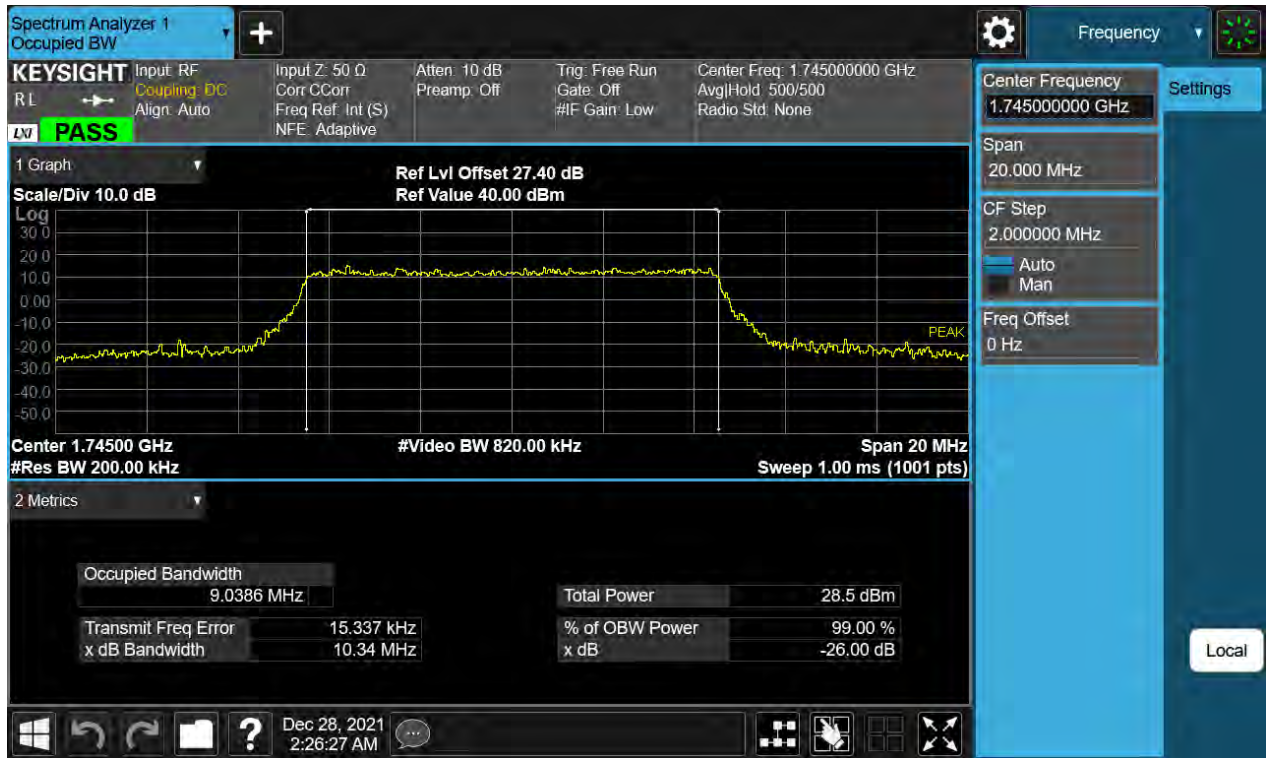 Spectrum Analyzer 1
Occupied BW
+
Frequency
KEYSIGHT
RL
LXI PASS
Input: RF
Coupling: DC
Align: Auto
Input Z: 50 Ω
Corr CCorr
Freq Ref: Int (S)
NFE: Adaptive
Atten: 10 dB
Preamp: Off
Trig: Free Run
Gate: Off
#IF Gain: Low
Center Freq: 1.745000000 GHz
Avg|Hold: 500/500
Radio Std: None
Center Frequency
1.745000000 GHz
Settings
Span
20.000 MHz
CF Step
2.000000 MHz
Auto
Man
Freq Offset
0 Hz
1 Graph
Scale/Div 10.0 dB
Ref Lvl Offset 27.40 dB
Ref Value 40.00 dBm
Log
30.0
20.0
10.0
0.00
-10.0
-20.0
-30.0
-40.0
-50.0
PEAK
Center 1.74500 GHz
#Res BW 200.00 kHz
#Video BW 820.00 kHz
Span 20 MHz
Sweep 1.00 ms (1001 pts)
2 Metrics
Occupied Bandwidth
9.0386 MHz
Transmit Freq Error 15.337 kHz
x dB Bandwidth 10.34 MHz
Total Power 28.5 dBm
% of OBW Power 99.00 %
x dB -26.00 dB
Local
?
Dec 28, 2021
2:26:27 AM